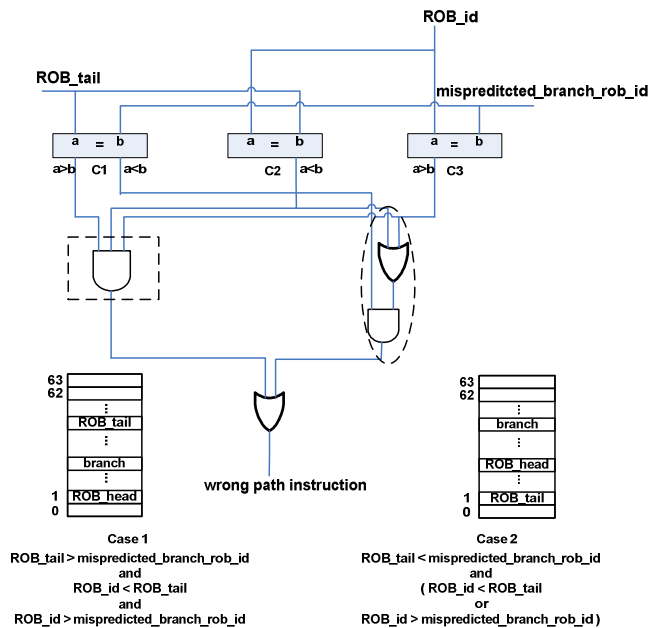 ROB_id
ROB_tail
mispreditcted_branch_rob_id
a = b
a = b
a = b
a>b C1 a<b
C2 a<b
a>b C3
63
62
ROB_tail
branch
1 ROB_head
0
63
62
branch
ROB_head
1 ROB_tail
0
wrong path instruction
Case 1
ROB_tail > mispredicted_branch_rob_id
and
ROB_id < ROB_tail
and
ROB_id > mispredicted_branch_rob_id
Case 2
ROB_tail < mispredicted_branch_rob_id
and
( ROB_id < ROB_tail
or
ROB_id > mispredicted_branch_rob_id )